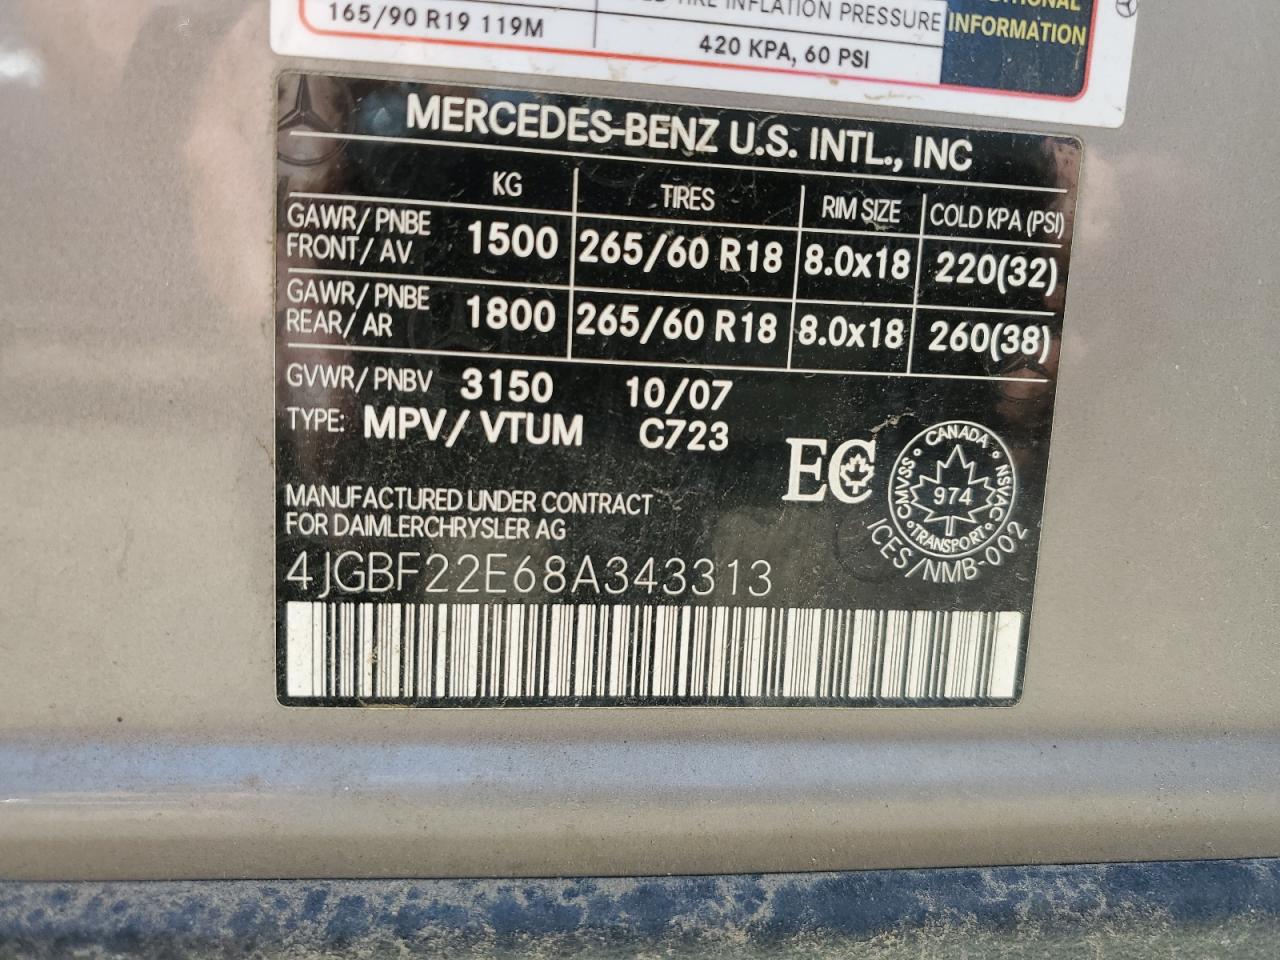 165/90 R19 119M
TIRE INFLATION PRESSURE
420 KPA, 60 PSI
INFORMATION
MERCEDES-BENZ U.S. INTL., INC
KG TIRES RIM SIZE COLD KPA (PSI)
GAWR/ PNBE FRONT/ AV 1500 265/60 R18 8.0x18 220(32)
GAWR/ PNBE REAR/ AR 1800 265/60 R18 8.0x18 260(38)
GVWR/ PNBV 3150 10/07
TYPE: MPV/ VTUM C723
EC
CANADA
CMVSS 974 NSVAC
TRANSPORT
ICES/NMB-002
MANUFACTURED UNDER CONTRACT
FOR DAIMLERCHRYSLER AG
4JGBF22E68A343313